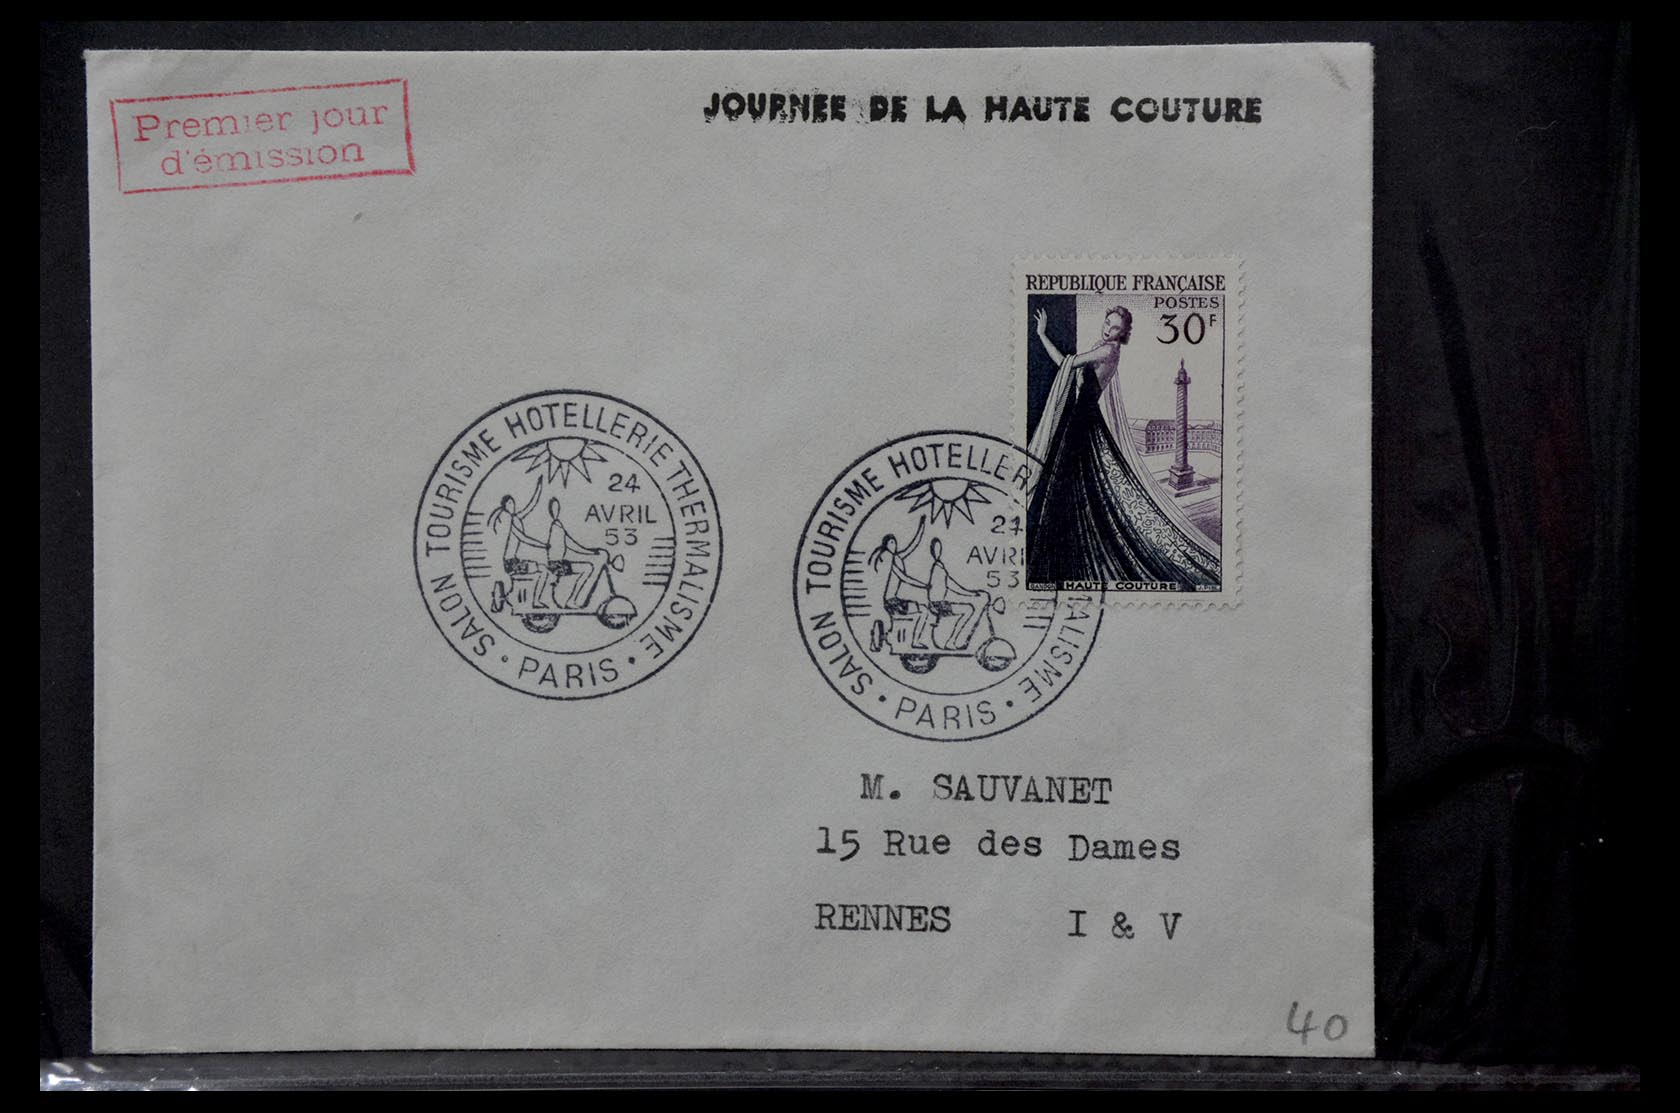 Premier jour
d'émission
JOURNEE DE LA HAUTE COUTURE
REPUBLIQUE FRANÇAISE
POSTES
30F
HAUTE COUTURE
SALON TOURISME HOTELLERIE THERMALISME
24
AVRIL
53
• PARIS •
SALON TOURISME HOTELLER MALISME
24
AVRI
53
• PARIS •
M. SAUVANET
15 Rue des Dames
RENNES I & V
40